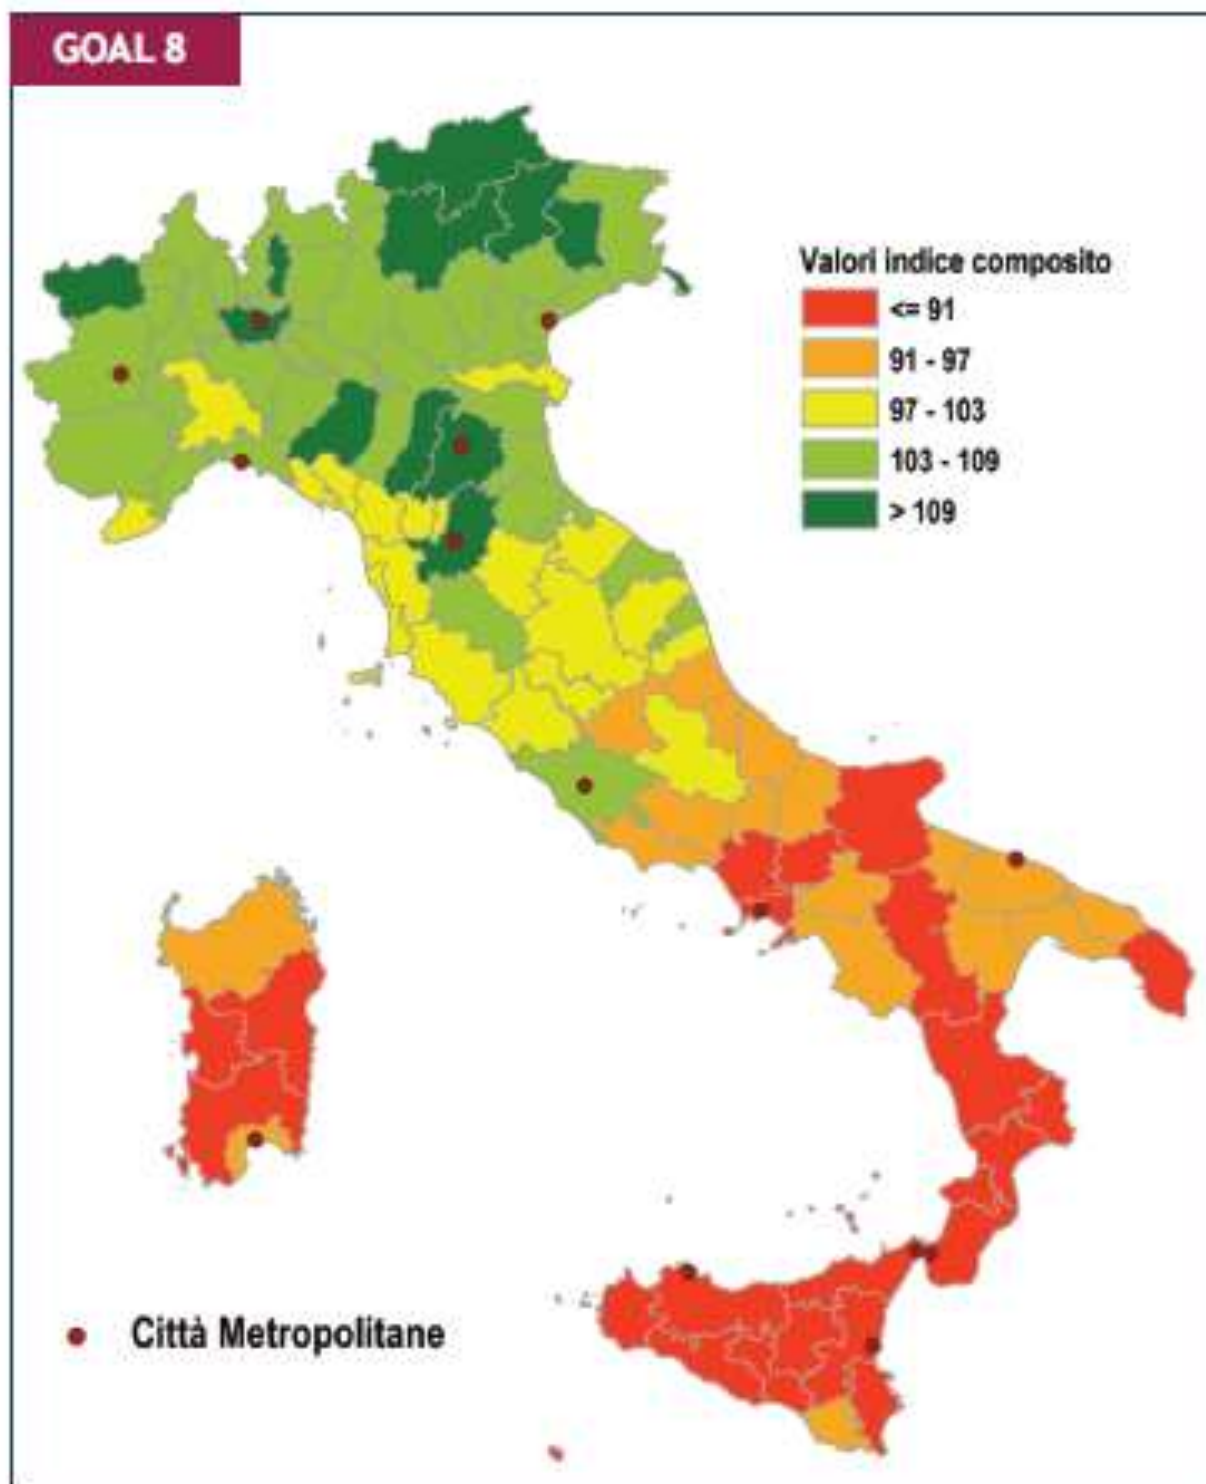 GOAL 8
Valori indice composito
<= 91
91 - 97
97 - 103
103 - 109
> 109
Città Metropolitane